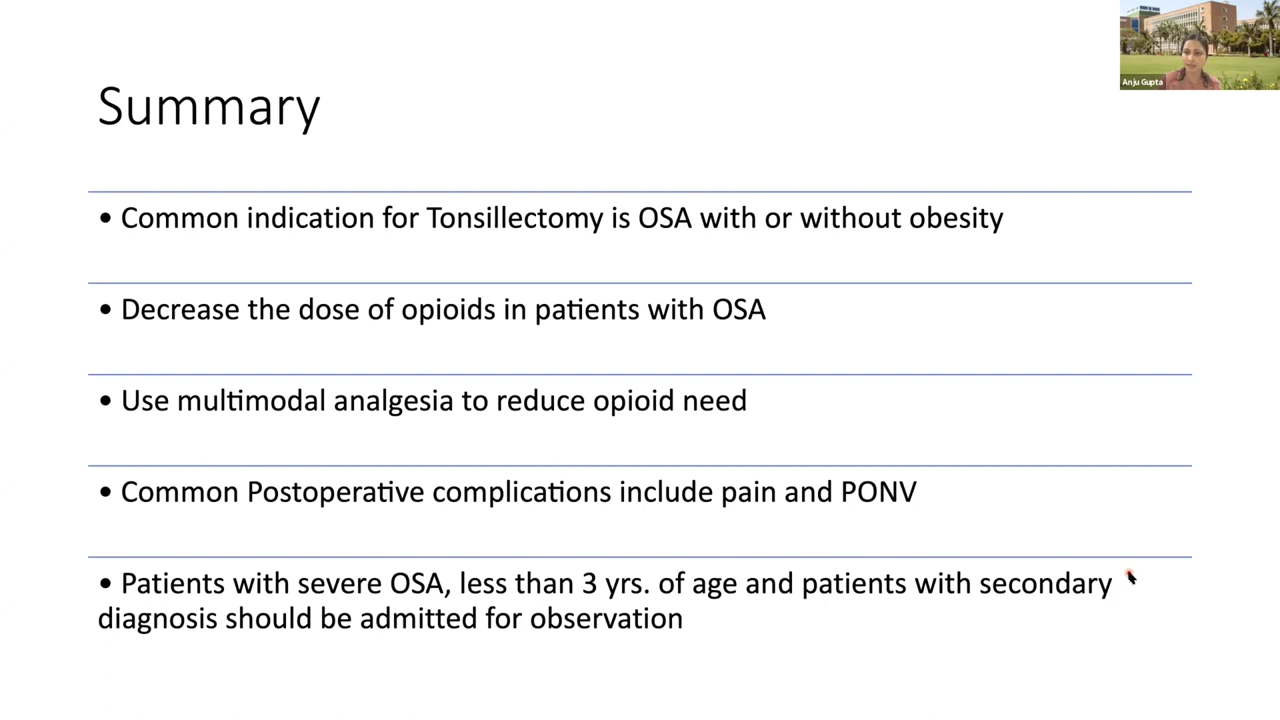 Anju Gupta
Summary
• Common indication for Tonsillectomy is OSA with or without obesity
• Decrease the dose of opioids in patients with OSA
• Use multimodal analgesia to reduce opioid need
• Common Postoperative complications include pain and PONV
• Patients with severe OSA, less than 3 yrs. of age and patients with secondary
diagnosis should be admitted for observation